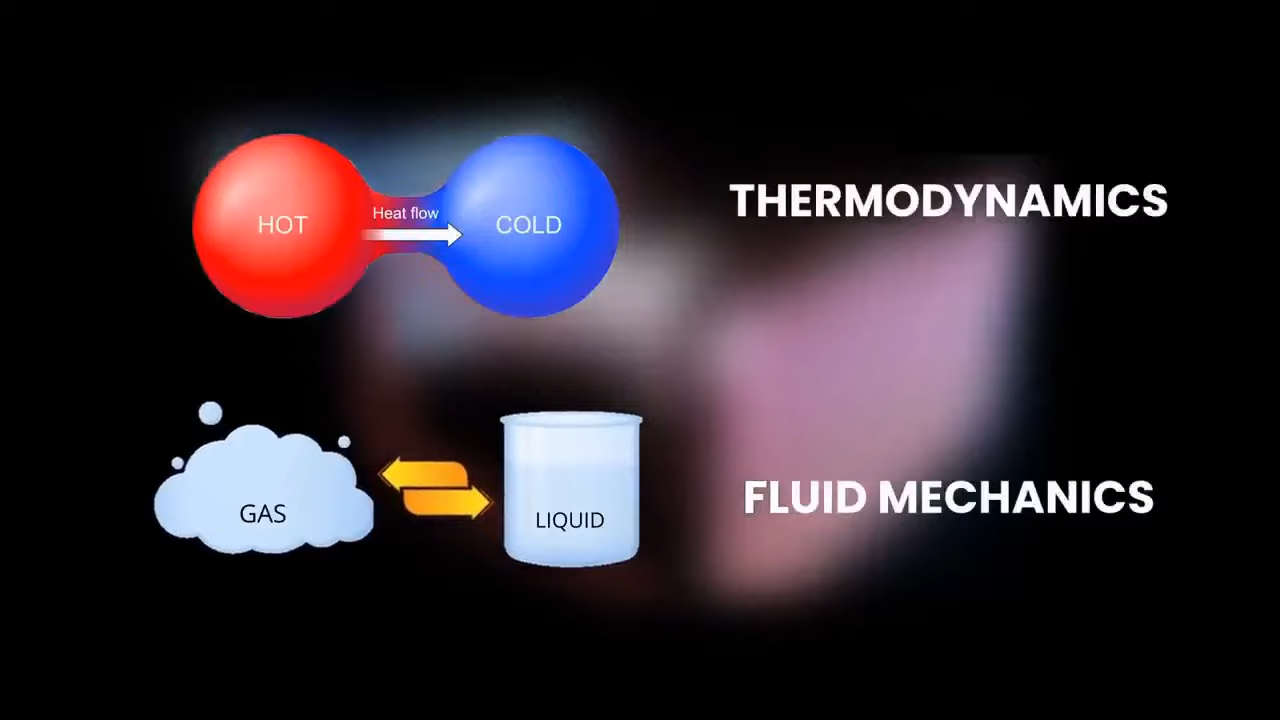 HOT
Heat flow
COLD
THERMODYNAMICS
GAS
LIQUID
FLUID MECHANICS